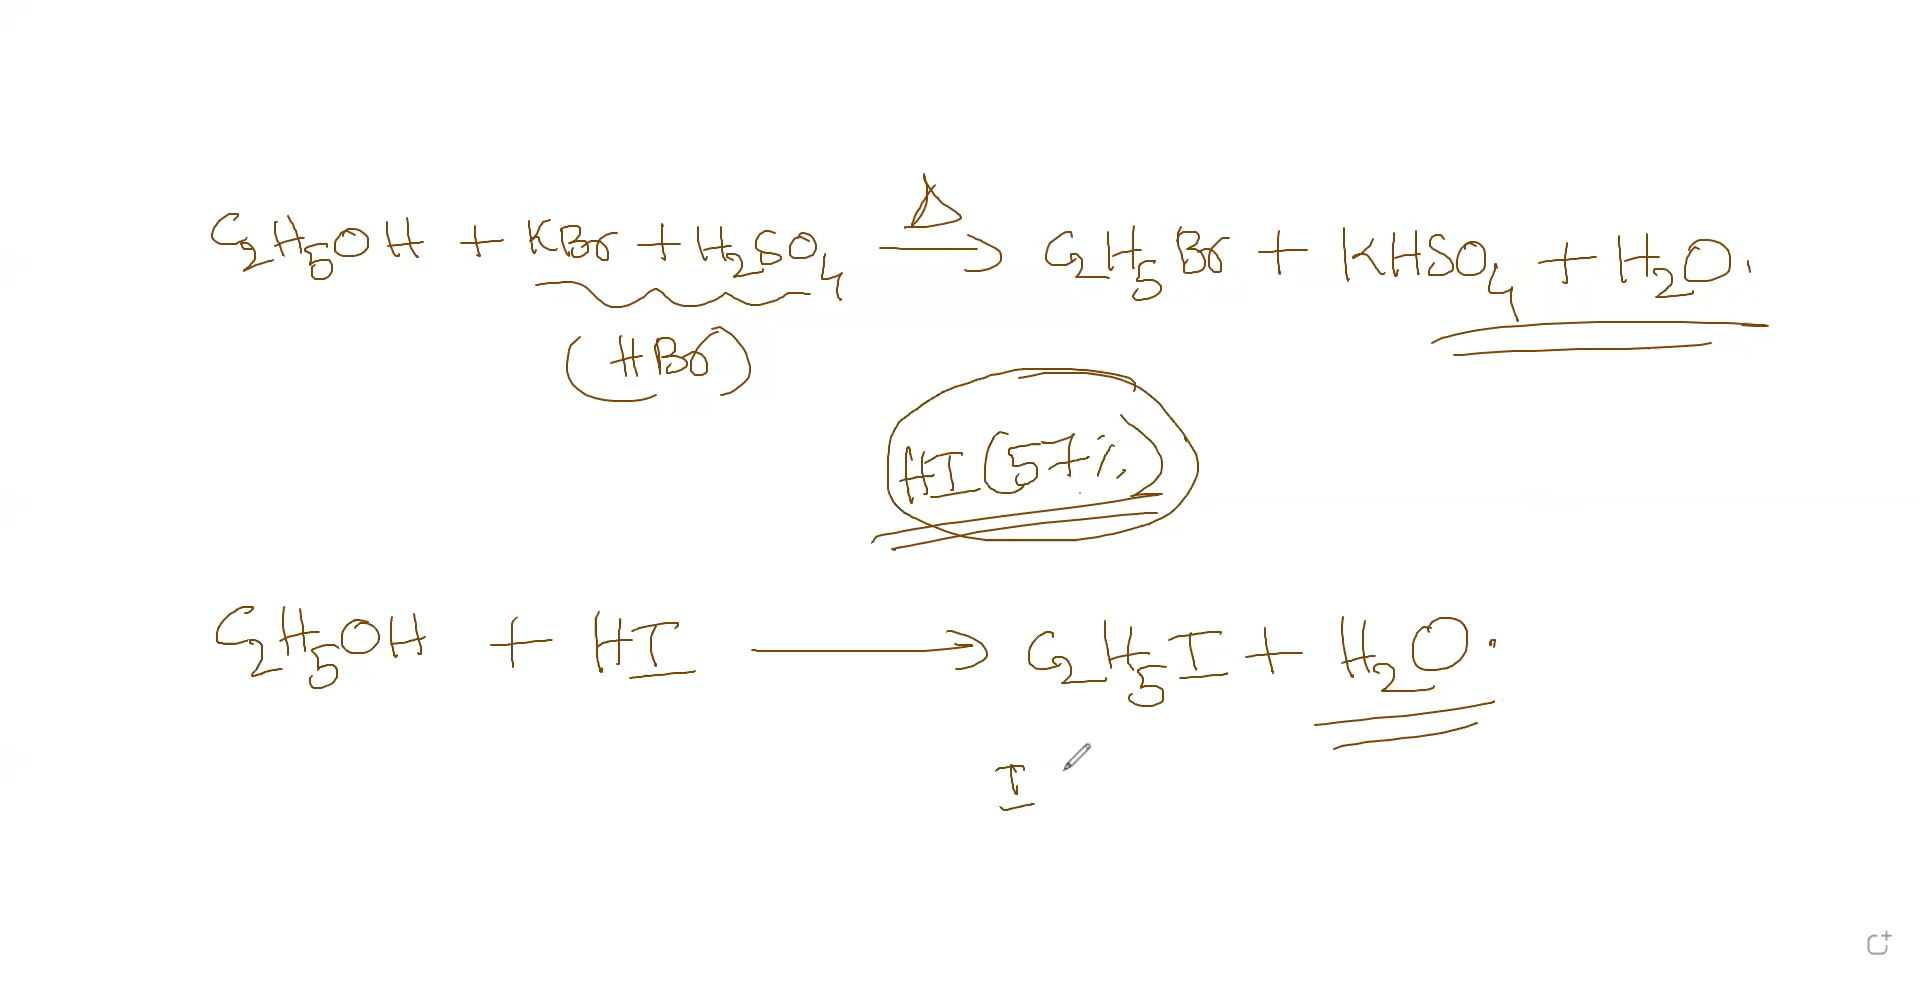 Δ
C₂H₅OH + KBr + H₂SO₄ → C₂H₅Br + KHSO₄ + H₂O.
(HBr)
HI (57%)
C₂H₅OH + HI → C₂H₅I + H₂O.
I